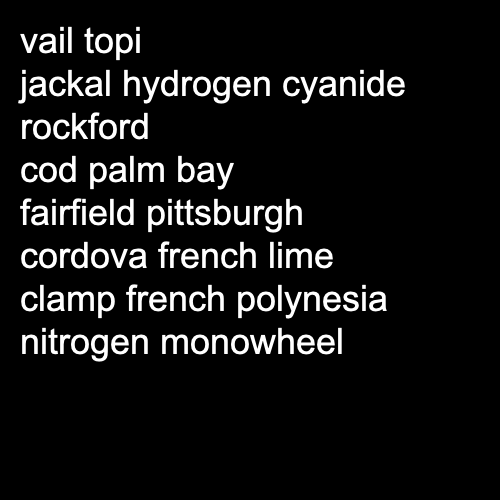 vail topi
jackal hydrogen cyanide
rockford
cod palm bay
fairfield pittsburgh
cordova french lime
clamp french polynesia
nitrogen monowheel